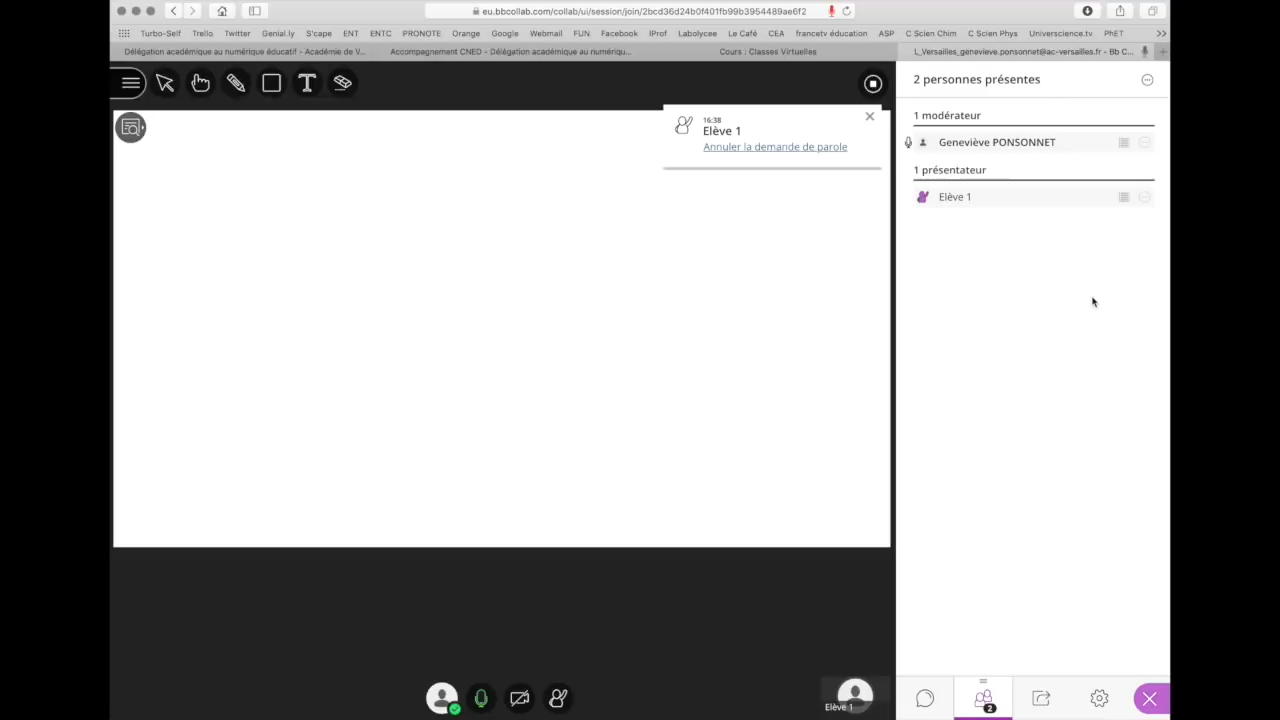 eu.bbcollab.com/collab/ui/session/join/2bcd36d24b0f401fb99b3954489ae6f2
Turbo-Self Trello Twitter Genial.ly S'cape ENT ENTC PRONOTE Orange Google Webmail FUN Facebook IProf Labolycee Le Café CEA francetv éducation ASP C Scien Chim C Scien Phys Universcience.tv PhET
Délégation académique au numérique éducatif - Académie de V... Accompagnement CNED - Délégation académique au numériqu... Cours : Classes Virtuelles L_Versailles_genevieve.ponsonnet@ac-versailles.fr - Bb C...
T
16:38
Elève 1
Annuler la demande de parole
Elève 1
2 personnes présentes
1 modérateur
Geneviève PONSONNET
1 présentateur
Elève 1
2